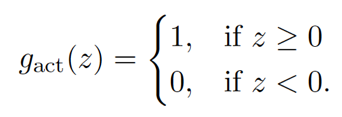 g_act(z) = { 1, if z ≥ 0
0, if z < 0.